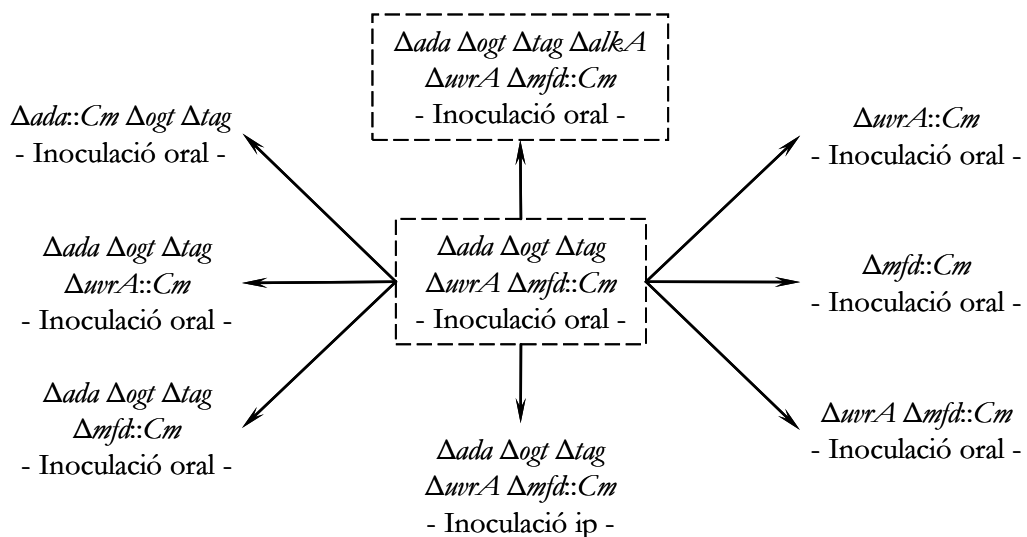 Δada Δogt Δtag ΔalkA
ΔuvrA Δmfd::Cm
- Inoculació oral -
Δada::Cm Δogt Δtag
- Inoculació oral -
ΔuvrA::Cm
- Inoculació oral -
Δada Δogt Δtag
ΔuvrA::Cm
- Inoculació oral -
Δada Δogt Δtag
ΔuvrA Δmfd::Cm
- Inoculació oral -
Δmfd::Cm
- Inoculació oral -
Δada Δogt Δtag
Δmfd::Cm
- Inoculació oral -
Δada Δogt Δtag
ΔuvrA Δmfd::Cm
- Inoculació ip -
ΔuvrA Δmfd::Cm
- Inoculació oral -